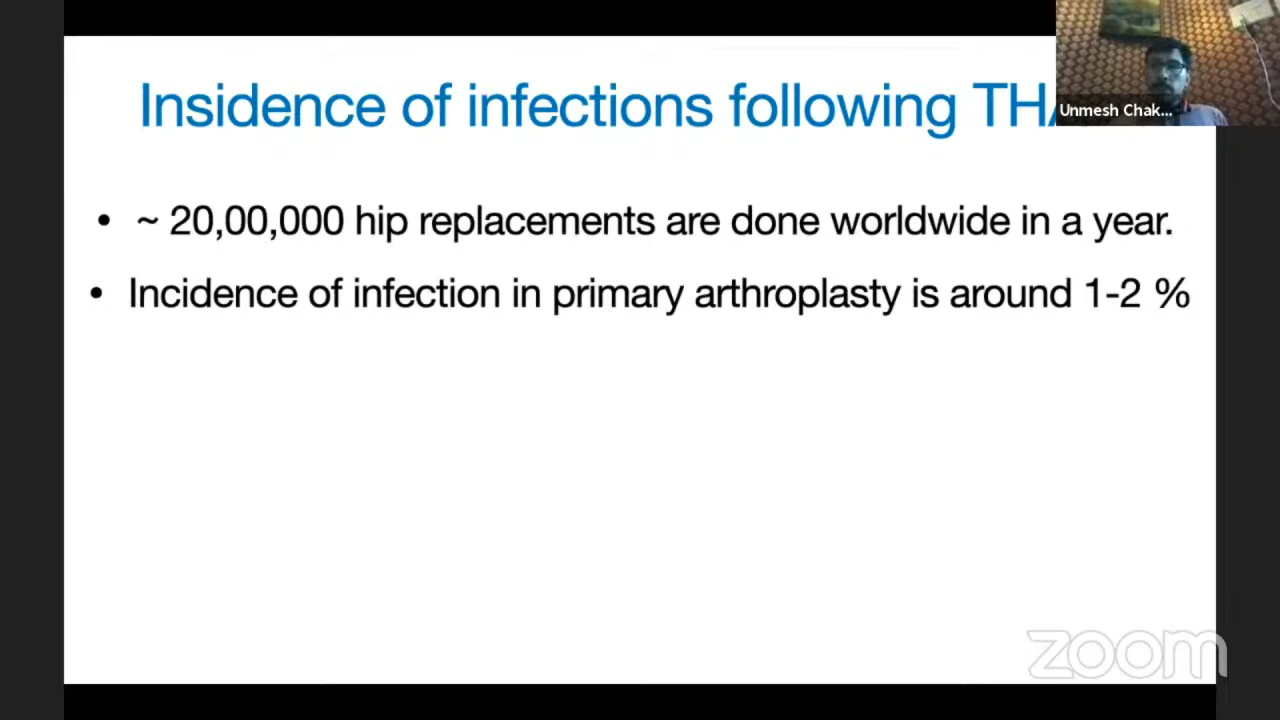 Insidence of infections following THA
Unmesh Chak...
• ~ 20,00,000 hip replacements are done worldwide in a year.
• Incidence of infection in primary arthroplasty is around 1-2 %
zoom